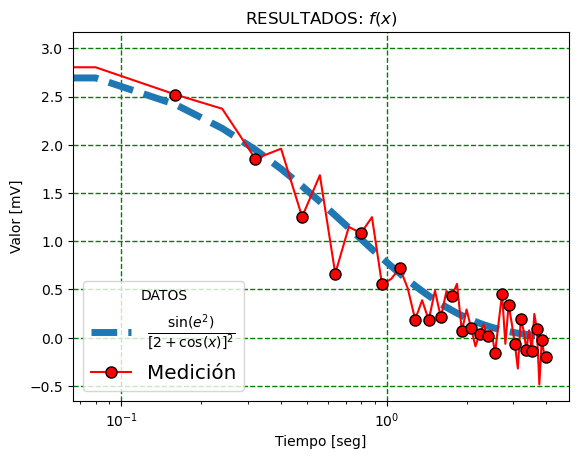 RESULTADOS: f(x)
3.0
2.5
2.0
1.5
1.0
0.5
0.0
−0.5
Valor [mV]
DATOS
sin(e²)
[2 + cos(x)]²
Medición
10⁻¹
10⁰
Tiempo [seg]